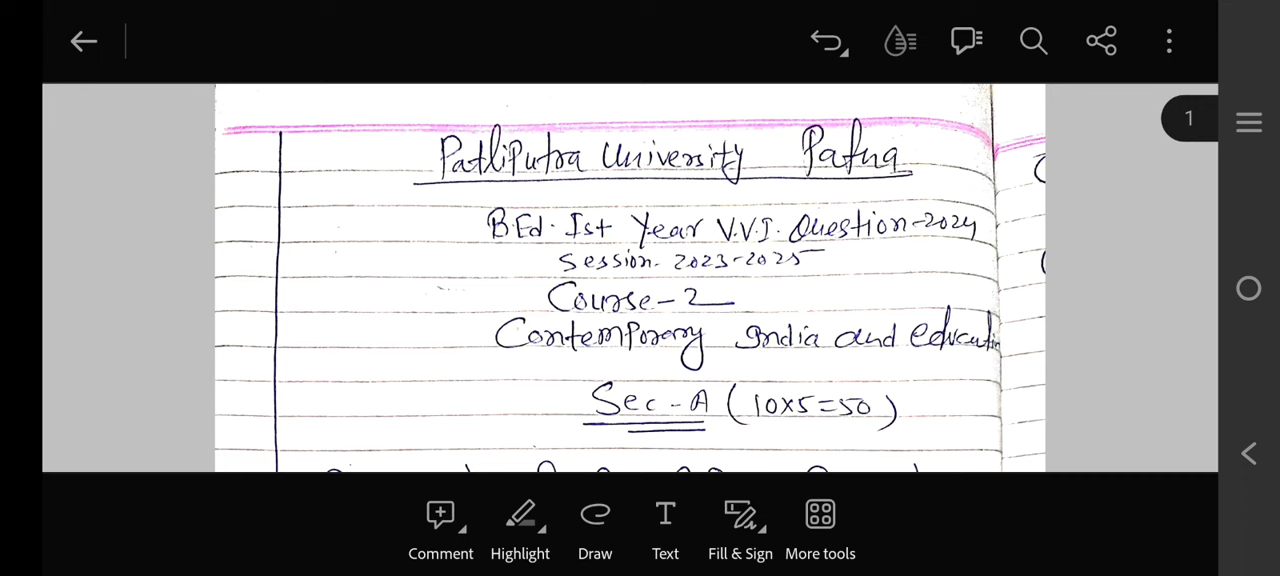 1
Patliputra University Patna
B.Ed. Ist Year V.V.I. Question-2024
Session- 2023-2025
Course-2
Contemporary India and education
Sec-A (10x5=50)
Comment Highlight Draw Text Fill & Sign More tools